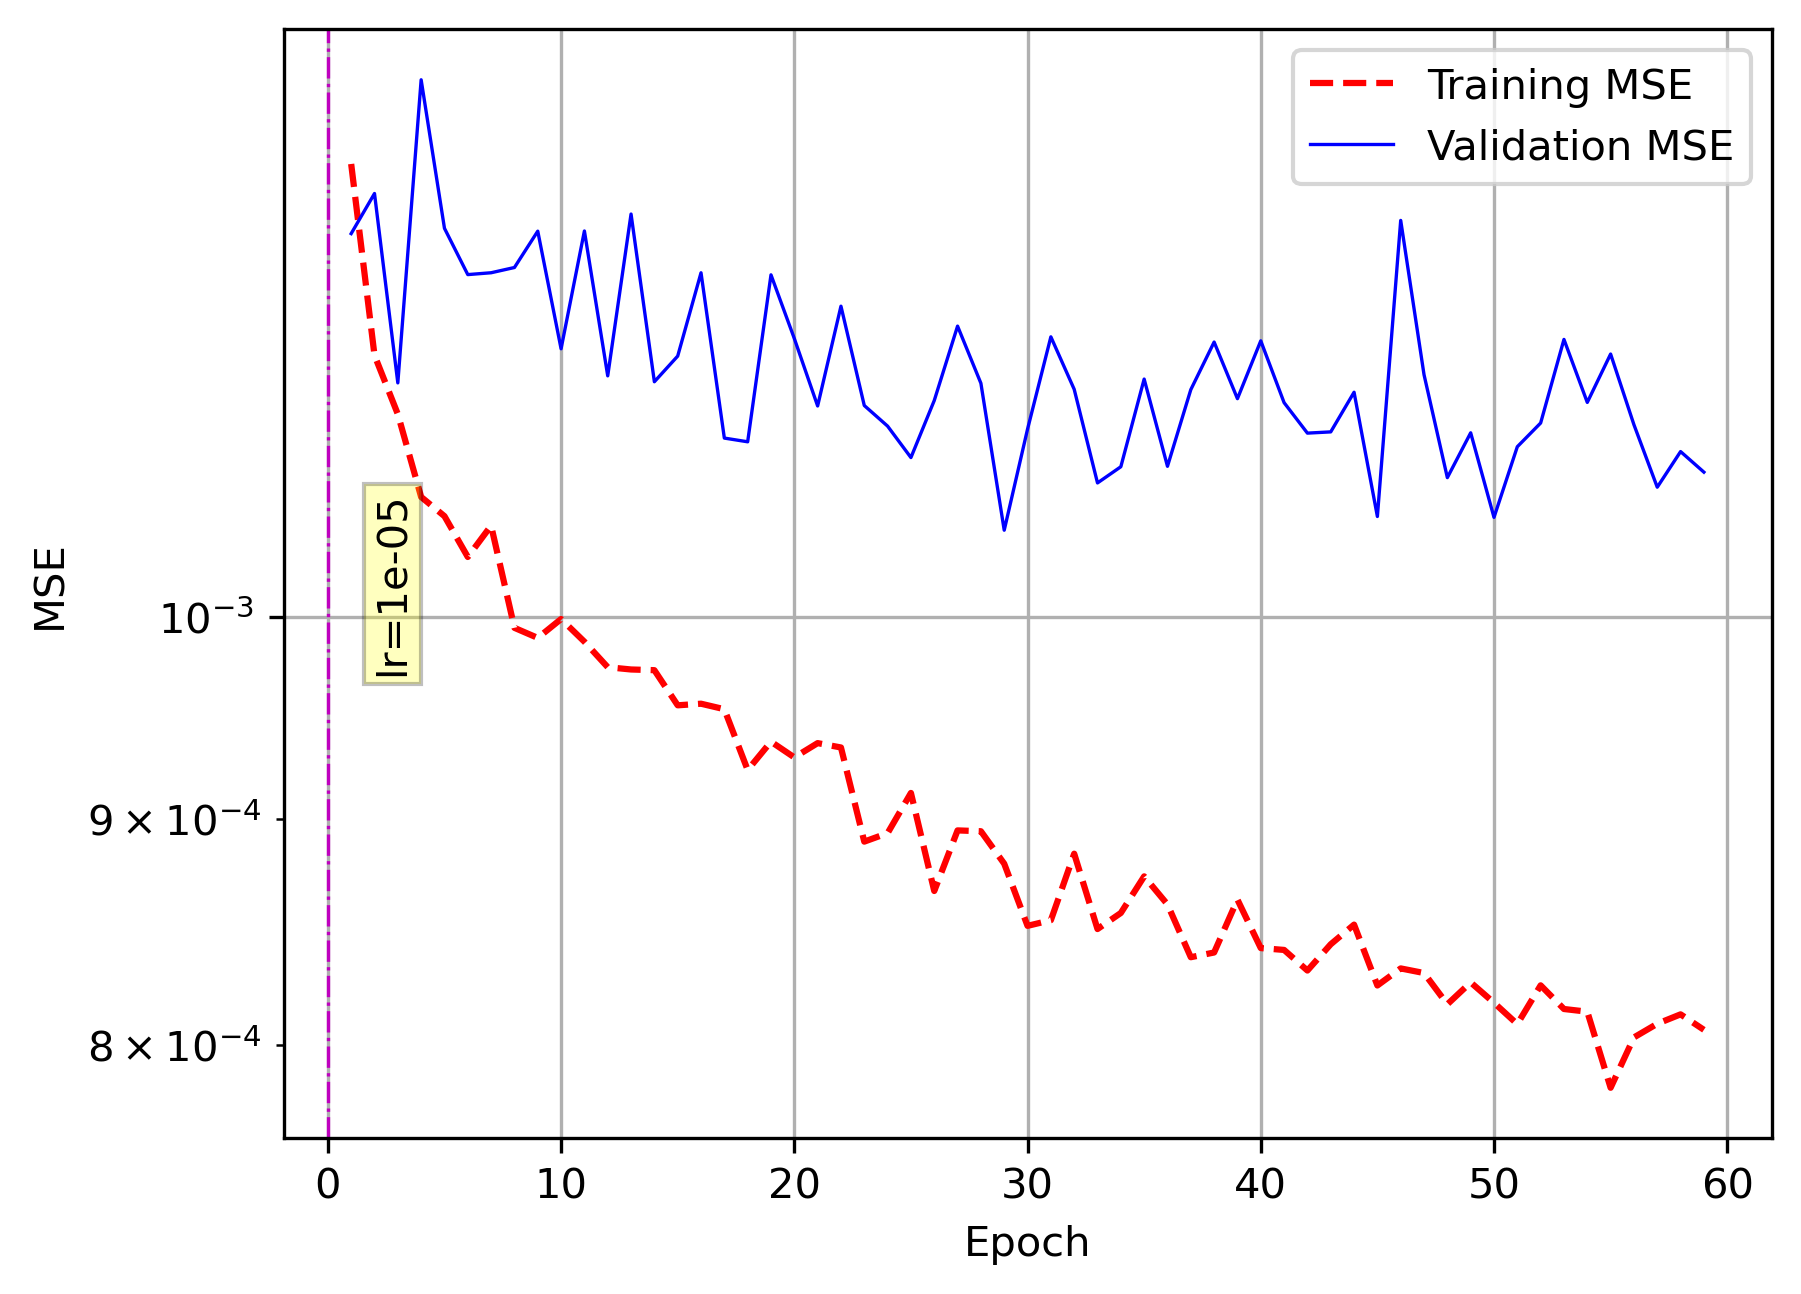 Training MSE
Validation MSE
lr=1e-05
MSE
10⁻³
9 × 10⁻⁴
8 × 10⁻⁴
0 10 20 30 40 50 60
Epoch